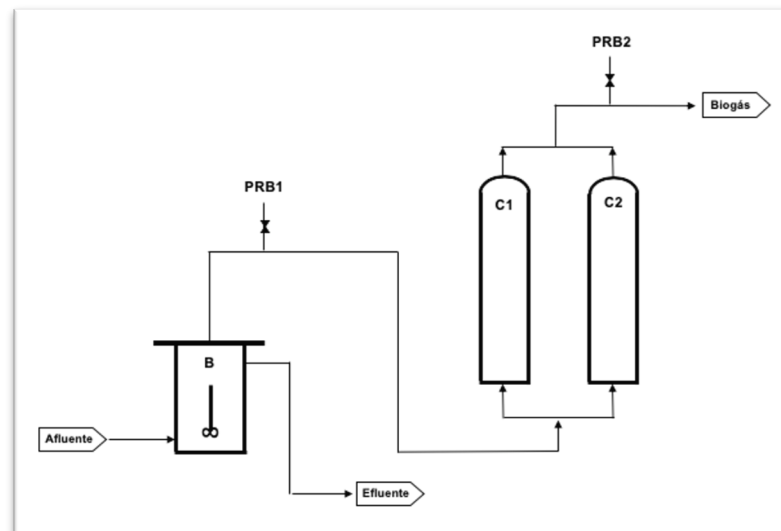 PRB2
Biogás
PRB1
C1
C2
B
Afluente
Efluente